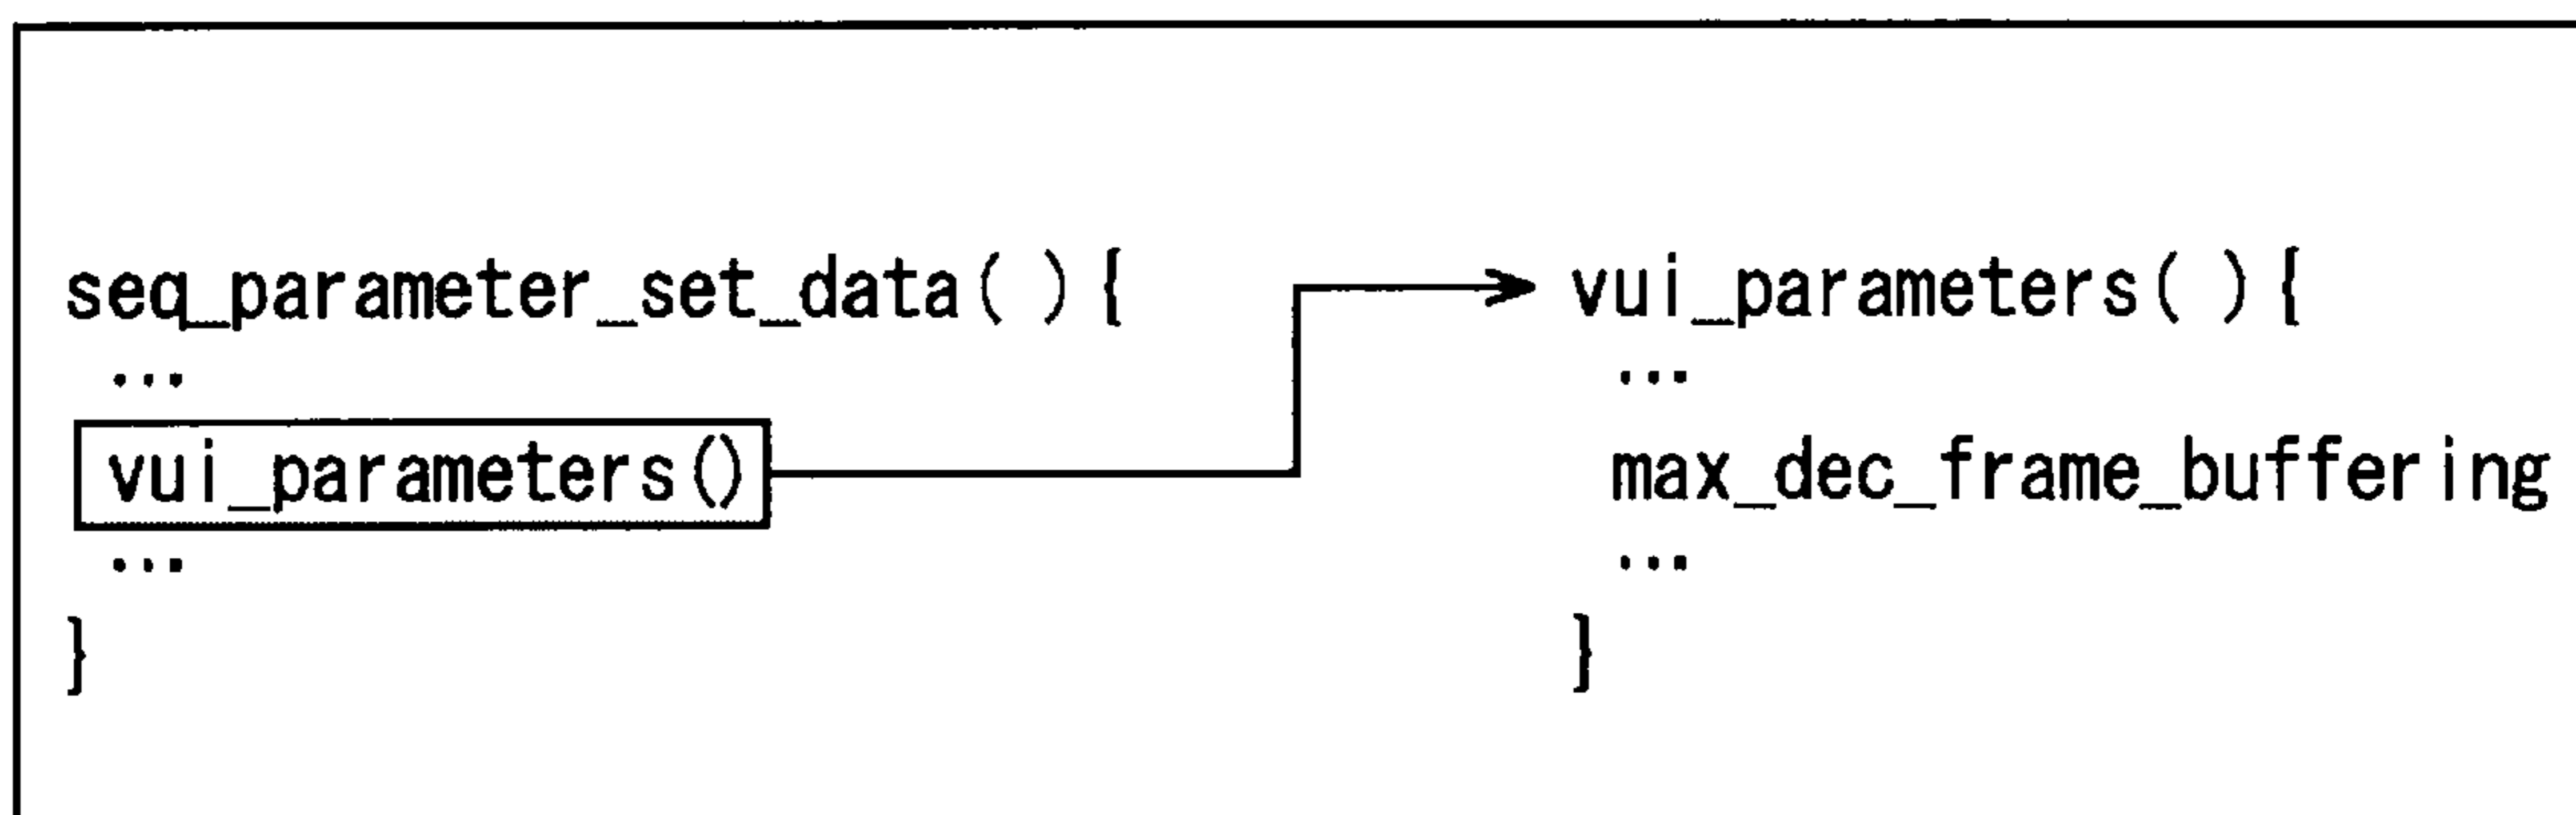 seq_parameter_set_data( ){
...
vui_parameters()
...
}
vui_parameters( ){
...
max_dec_frame_buffering
...
}